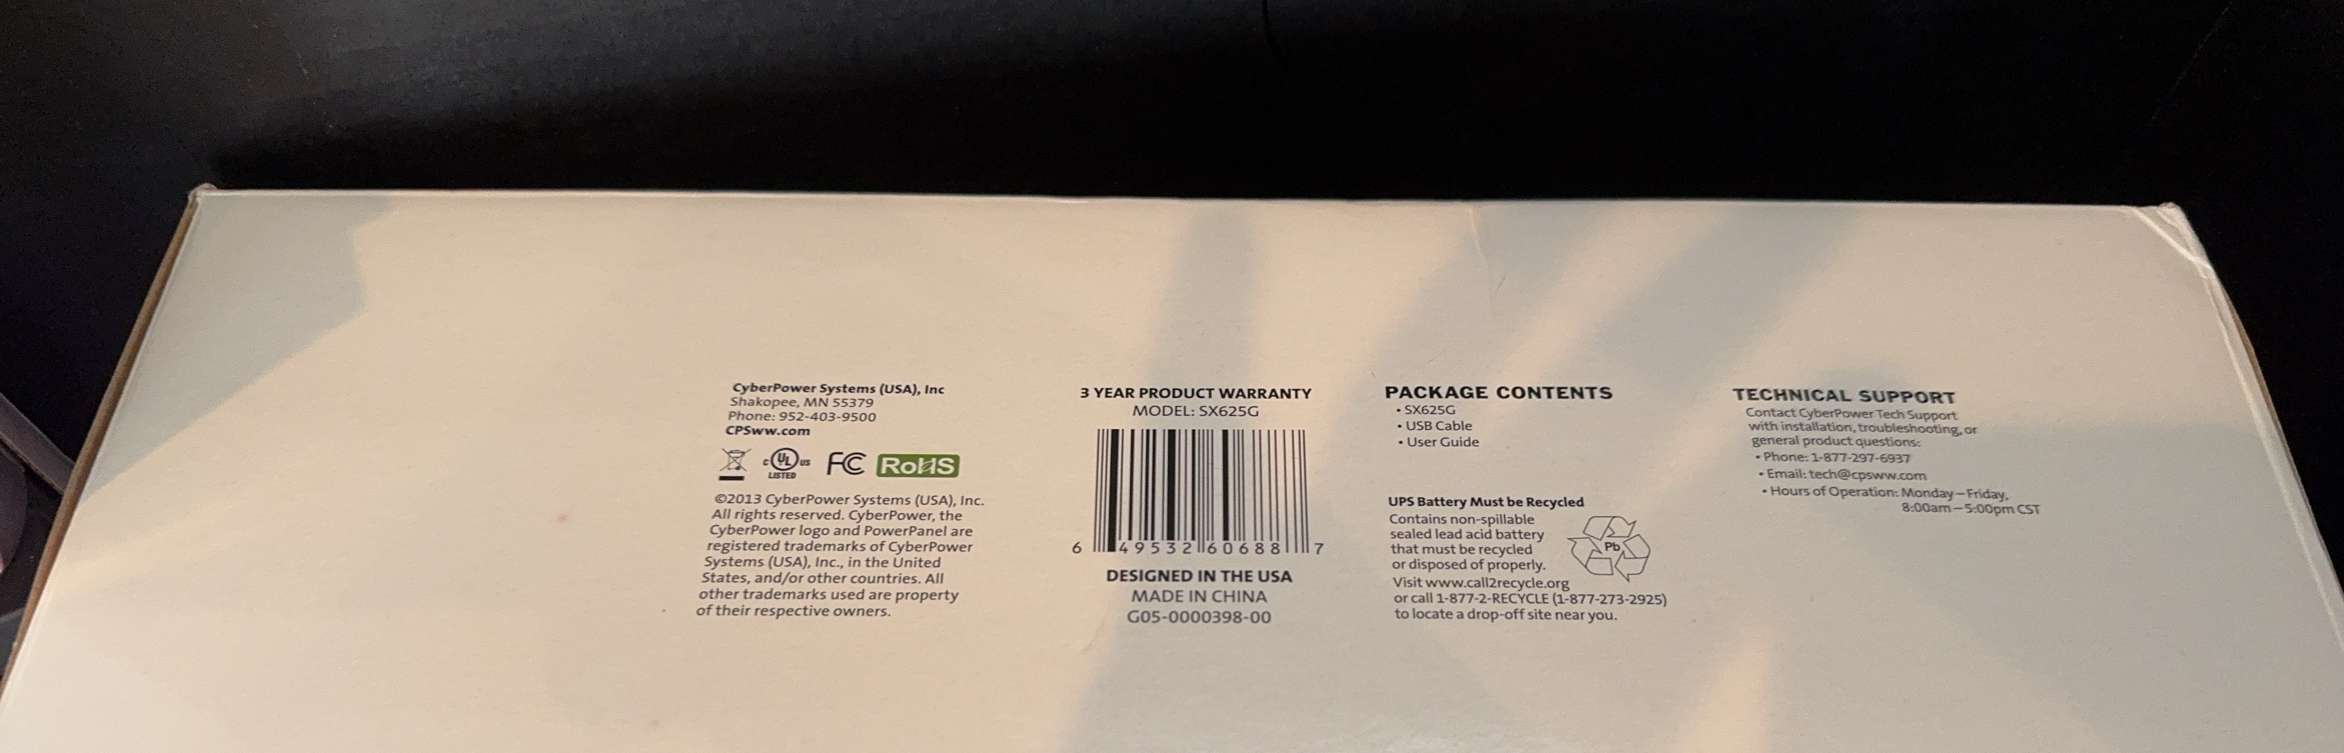 CyberPower Systems (USA), Inc
Shakopee, MN 55379
Phone: 952-403-9500
CPSww.com
c UL us
LISTED
FC
RoHS
©2013 CyberPower Systems (USA), Inc.
All rights reserved. CyberPower, the
CyberPower logo and PowerPanel are
registered trademarks of CyberPower
Systems (USA), Inc., in the United
States, and/or other countries. All
other trademarks used are property
of their respective owners.
3 YEAR PRODUCT WARRANTY
MODEL: SX625G
6 49532 60688 7
DESIGNED IN THE USA
MADE IN CHINA
G05-0000398-00
PACKAGE CONTENTS
• SX625G
• USB Cable
• User Guide
UPS Battery Must be Recycled
Contains non-spillable
sealed lead acid battery
that must be recycled
or disposed of properly.
Visit www.call2recycle.org
or call 1-877-2-RECYCLE (1-877-273-2925)
to locate a drop-off site near you.
Pb
TECHNICAL SUPPORT
Contact CyberPower Tech Support
with installation, troubleshooting, or
general product questions:
• Phone: 1-877-297-6937
• Email: tech@cpsww.com
• Hours of Operation: Monday – Friday,
8:00am – 5:00pm CST